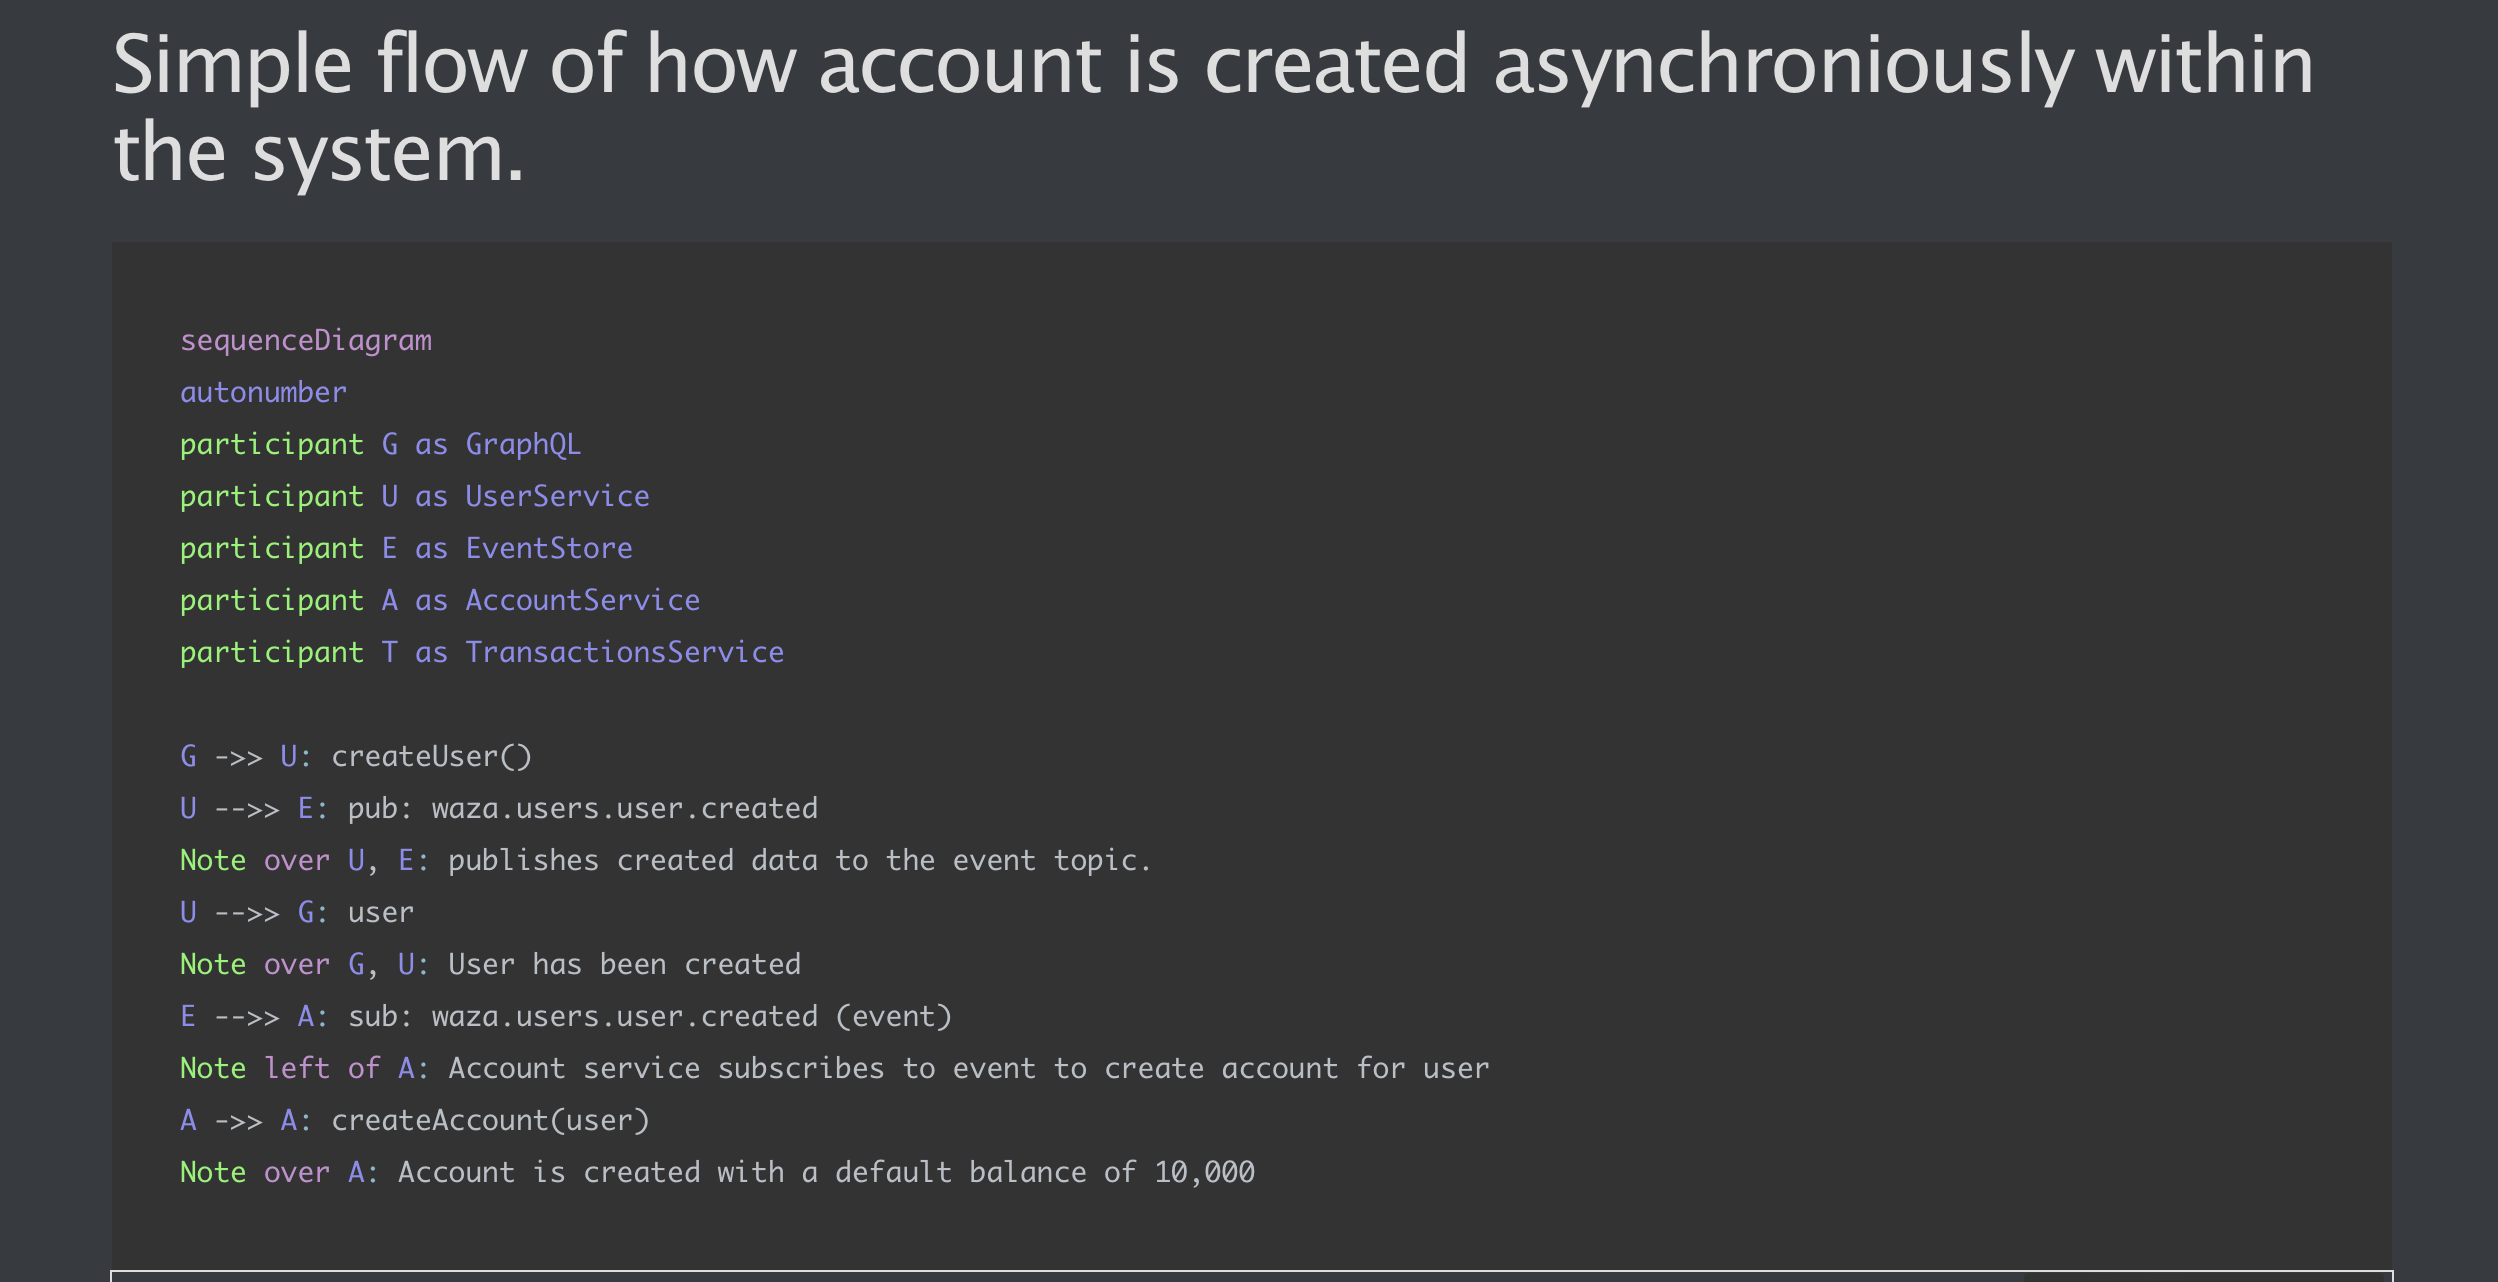 Simple flow of how account is created asynchroniously within
the system.
sequenceDiagram
autonumber
participant G as GraphQL
participant U as UserService
participant E as EventStore
participant A as AccountService
participant T as TransactionsService
G ->> U: createUser()
U -->> E: pub: waza.users.user.created
Note over U, E: publishes created data to the event topic.
U -->> G: user
Note over G, U: User has been created
E -->> A: sub: waza.users.user.created (event)
Note left of A: Account service subscribes to event to create account for user
A ->> A: createAccount(user)
Note over A: Account is created with a default balance of 10,000